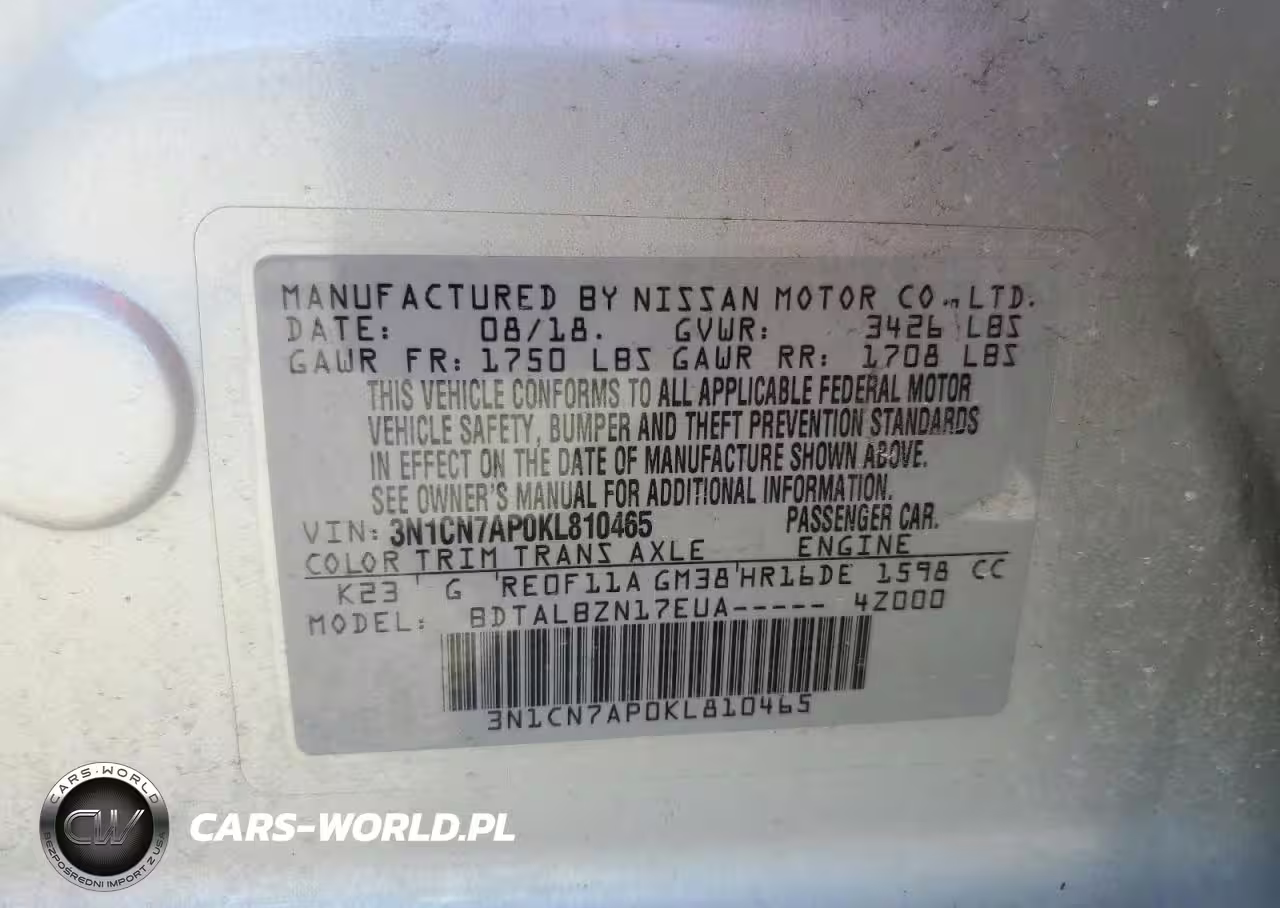 MANUFACTURED BY NISSAN MOTOR CO., LTD.
DATE: 08/18. GVWR: 3426 LBS
GAWR FR: 1750 LBS GAWR RR: 1708 LBS
THIS VEHICLE CONFORMS TO ALL APPLICABLE FEDERAL MOTOR
VEHICLE SAFETY, BUMPER AND THEFT PREVENTION STANDARDS
IN EFFECT ON THE DATE OF MANUFACTURE SHOWN ABOVE.
SEE OWNER'S MANUAL FOR ADDITIONAL INFORMATION.
VIN: 3N1CN7AP0KL810465 PASSENGER CAR.
COLOR TRIM TRANS AXLE ENGINE
K23 G RE0F11A GM38 HR16DE 1598 CC
MODEL: BDTALBZN17EUA----- 4Z000
3N1CN7AP0KL810465
CARS-WORLD
CW
BEZPOŚREDNI IMPORT Z USA
CARS-WORLD.PL